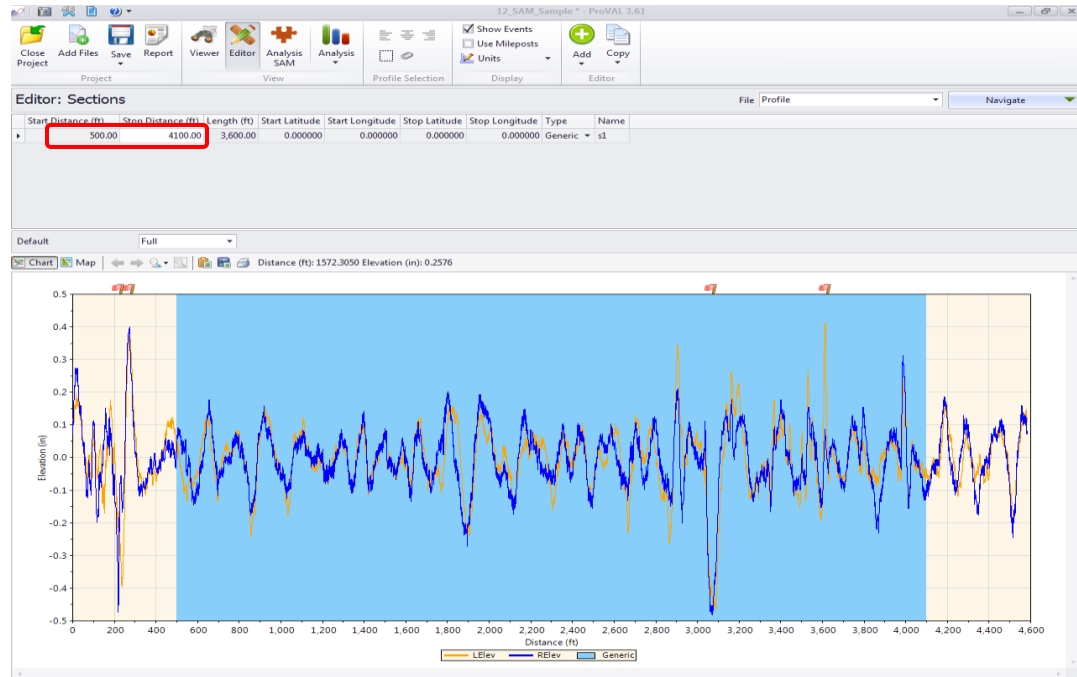 12_SAM_Sample * - ProVAL 3.61
Close Project Add Files Save Report Viewer Editor Analysis SAM Analysis
Show Events
Use Mileposts
Units
Add Copy
Project View Profile Selection Display Editor
Editor: Sections File Profile Navigate
Start Distance (ft) Stop Distance (ft) Length (ft) Start Latitude Start Longitude Stop Latitude Stop Longitude Type Name
500.00 4100.00 3,600.00 0.000000 0.000000 0.000000 0.000000 Generic s1
Default Full
Chart Map Distance (ft): 1572.3050 Elevation (in): 0.2576
0.5
0.4
0.3
0.2
0.1
0.0
-0.1
-0.2
-0.3
-0.4
-0.5
Elevation (in)
0 200 400 600 800 1,000 1,200 1,400 1,600 1,800 2,000 2,200 2,400 2,600 2,800 3,000 3,200 3,400 3,600 3,800 4,000 4,200 4,400 4,600
Distance (ft)
LElev RElev Generic